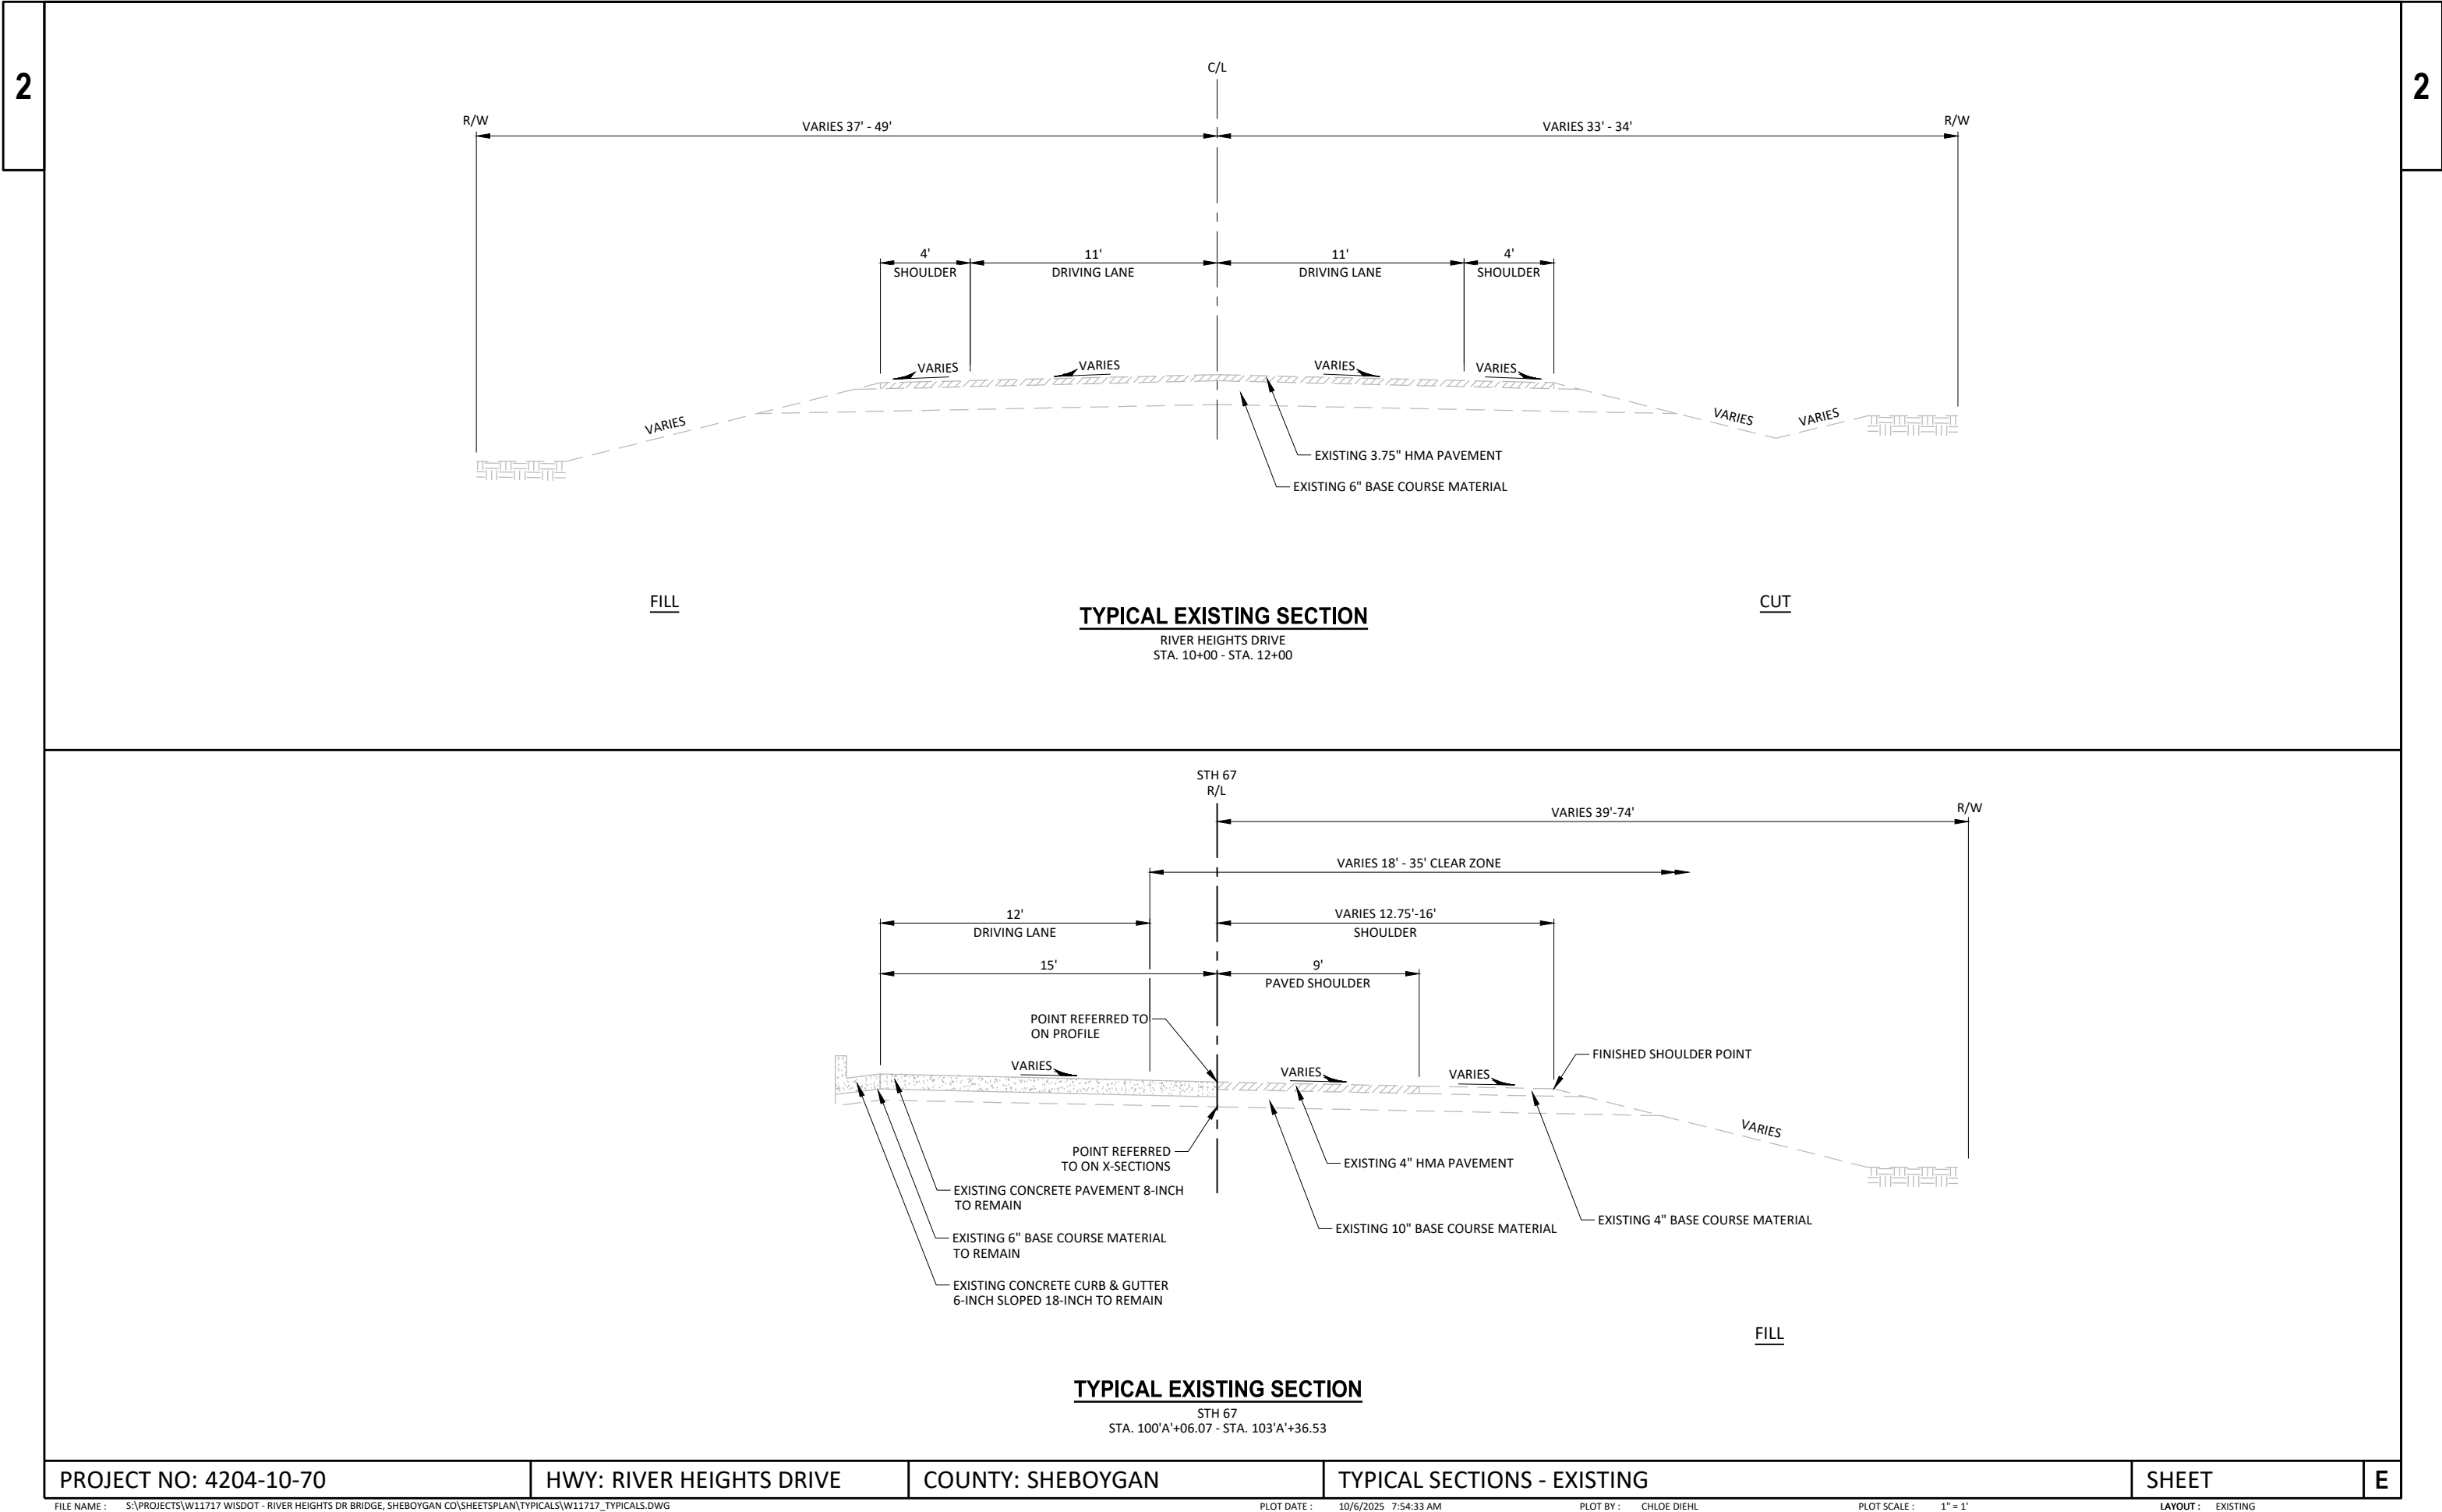 2
2
C/L
R/W
VARIES 37' - 49'
VARIES 33' - 34'
R/W
4'
11'
11'
4'
SHOULDER
DRIVING LANE
DRIVING LANE
SHOULDER
VARIES
VARIES
VARIES
VARIES
VARIES
VARIES
VARIES
EXISTING 3.75" HMA PAVEMENT
EXISTING 6" BASE COURSE MATERIAL
FILL
CUT
TYPICAL EXISTING SECTION
RIVER HEIGHTS DRIVE
STA. 10+00 - STA. 12+00
STH 67
R/L
VARIES 39'-74'
R/W
VARIES 18' - 35' CLEAR ZONE
12'
DRIVING LANE
VARIES 12.75'-16'
SHOULDER
15'
9'
PAVED SHOULDER
POINT REFERRED TO
ON PROFILE
FINISHED SHOULDER POINT
VARIES
VARIES
VARIES
VARIES
POINT REFERRED
TO ON X-SECTIONS
EXISTING 4" HMA PAVEMENT
EXISTING CONCRETE PAVEMENT 8-INCH
TO REMAIN
EXISTING 10" BASE COURSE MATERIAL
EXISTING 4" BASE COURSE MATERIAL
EXISTING 6" BASE COURSE MATERIAL
TO REMAIN
EXISTING CONCRETE CURB & GUTTER
6-INCH SLOPED 18-INCH TO REMAIN
FILL
TYPICAL EXISTING SECTION
STH 67
STA. 100'A'+06.07 - STA. 103'A'+36.53
PROJECT NO: 4204-10-70
HWY: RIVER HEIGHTS DRIVE
COUNTY: SHEBOYGAN
TYPICAL SECTIONS - EXISTING
SHEET
E
FILE NAME : S:\PROJECTS\W11717 WISDOT - RIVER HEIGHTS DR BRIDGE, SHEBOYGAN CO\SHEETSPLAN\TYPICALS\W11717_TYPICALS.DWG
PLOT DATE : 10/6/2025 7:54:33 AM
PLOT BY : CHLOE DIEHL
PLOT SCALE : 1" = 1'
LAYOUT : EXISTING